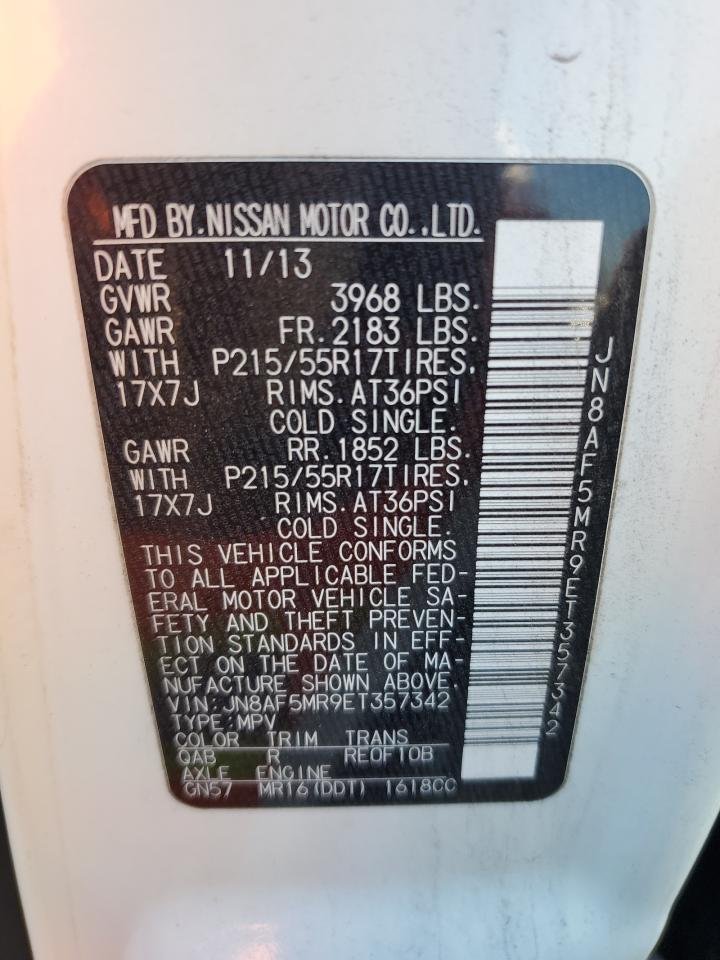 MFD BY.NISSAN MOTOR CO.,LTD.
DATE 11/13
GVWR 3968 LBS.
GAWR FR.2183 LBS.
WITH P215/55R17TIRES,
17X7J RIMS.AT36PSI
COLD SINGLE.
GAWR RR.1852 LBS.
WITH P215/55R17TIRES,
17X7J RIMS.AT36PSI
COLD SINGLE.
THIS VEHICLE CONFORMS
TO ALL APPLICABLE FED-
ERAL MOTOR VEHICLE SA-
FETY AND THEFT PREVEN-
TION STANDARDS IN EFF-
ECT ON THE DATE OF MA-
NUFACTURE SHOWN ABOVE.
VIN:JN8AF5MR9ET357342
TYPE:MPV
COLOR TRIM TRANS
QAB R RE0F10B
AXLE ENGINE
GN57 MR16(DDT) 1618CC
JN8AF5MR9ET357342